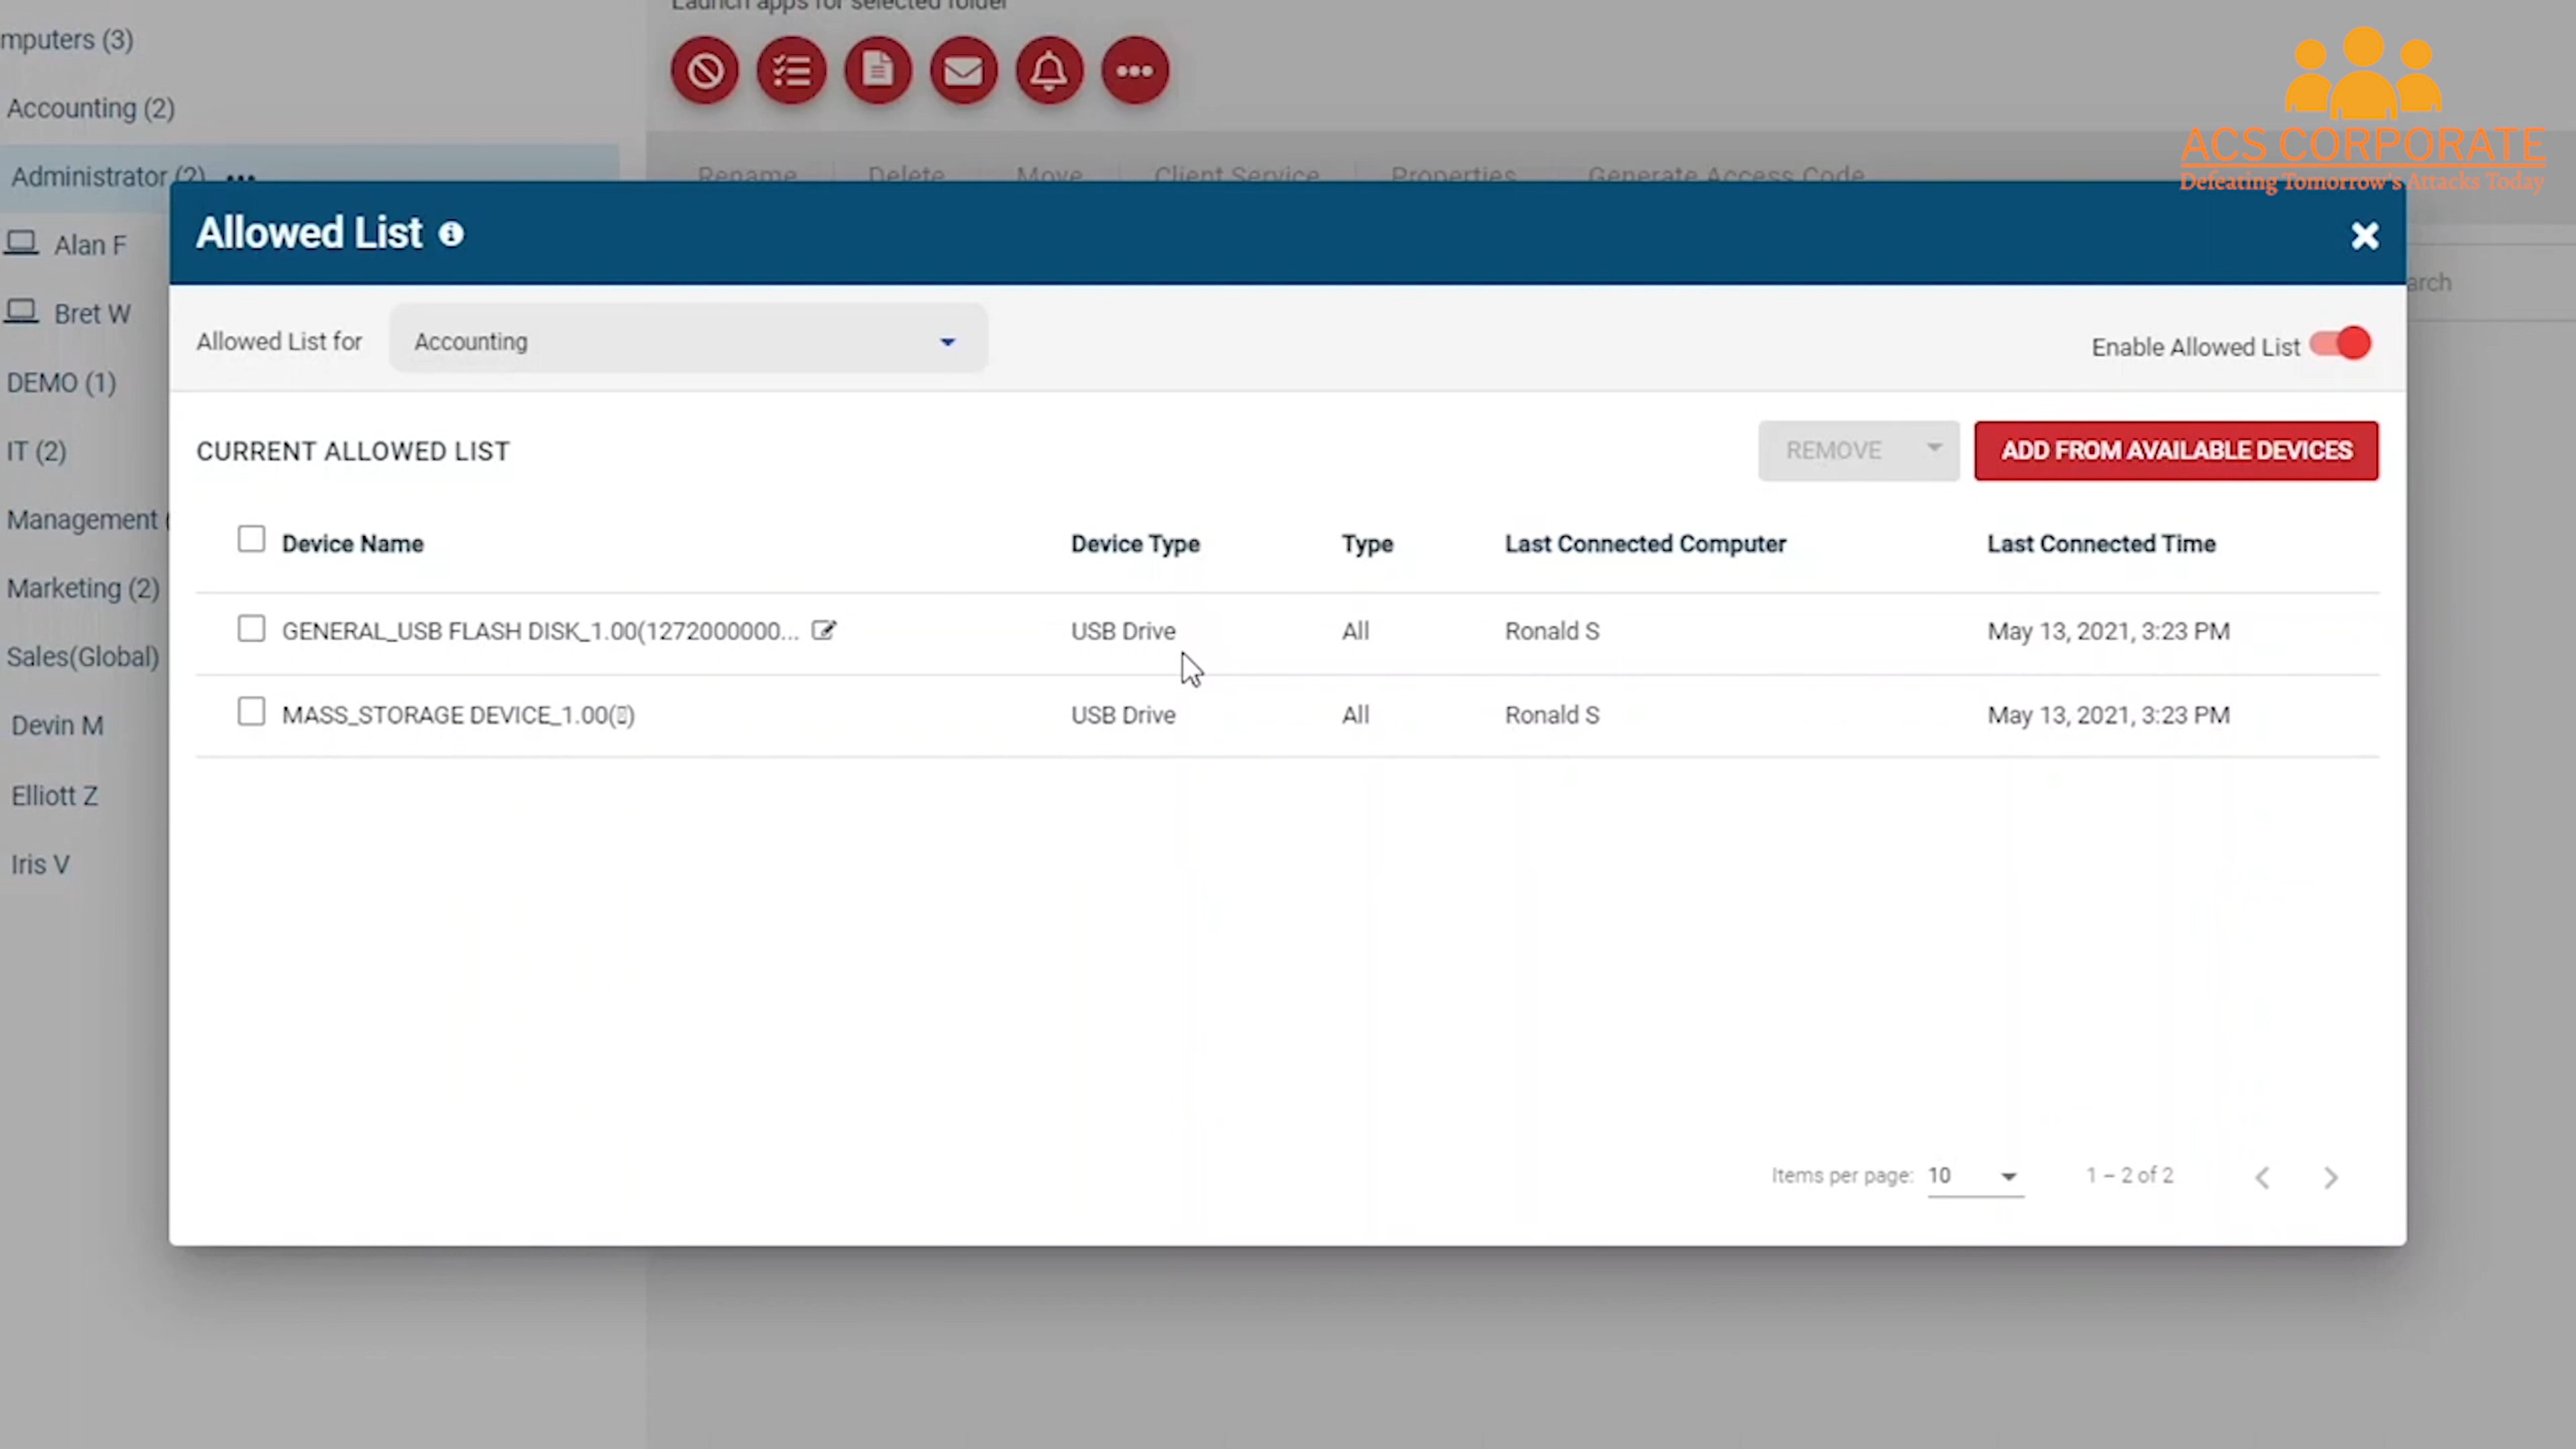 Launch apps for selected folder
mputers (3)
Accounting (2)
Administrator (2)
Alan F
Bret W
DEMO (1)
IT (2)
Management (
Marketing (2)
Sales(Global)
Devin M
Elliott Z
Iris V
Rename Delete Move Client Service Properties Generate Access Code
arch
ACS CORPORATE
Defeating Tomorrow's Attacks Today
Allowed List
Allowed List for Accounting
Enable Allowed List
CURRENT ALLOWED LIST
REMOVE
ADD FROM AVAILABLE DEVICES
Device Name Device Type Type Last Connected Computer Last Connected Time
GENERAL_USB FLASH DISK_1.00(1272000000... USB Drive All Ronald S May 13, 2021, 3:23 PM
MASS_STORAGE DEVICE_1.00(▯) USB Drive All Ronald S May 13, 2021, 3:23 PM
Items per page: 10 1 – 2 of 2